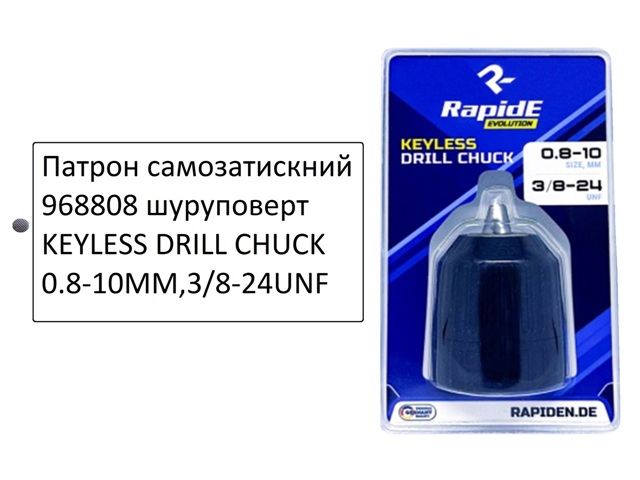 Патрон самозатискний
968808 шуруповерт
KEYLESS DRILL CHUCK
0.8-10MM,3/8-24UNF
RapidE
EVOLUTION
KEYLESS
DRILL CHUCK
0.8-10
SIZE, MM
3/8-24
UNF
RAPIDEN.DE